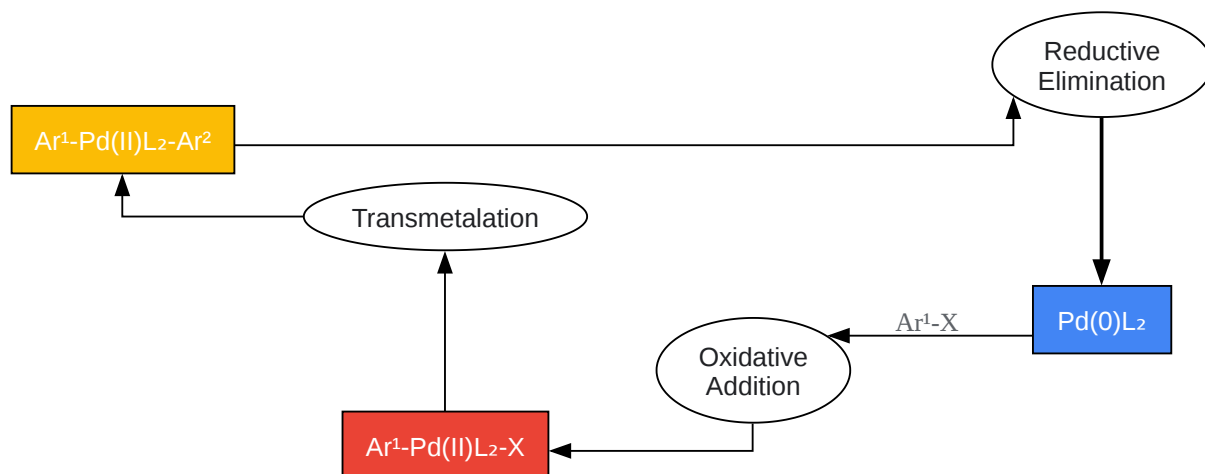 Reductive
Elimination
Ar¹-Pd(II)L₂-Ar²
Transmetalation
Pd(0)L₂
Ar¹-X
Oxidative
Addition
Ar¹-Pd(II)L₂-X